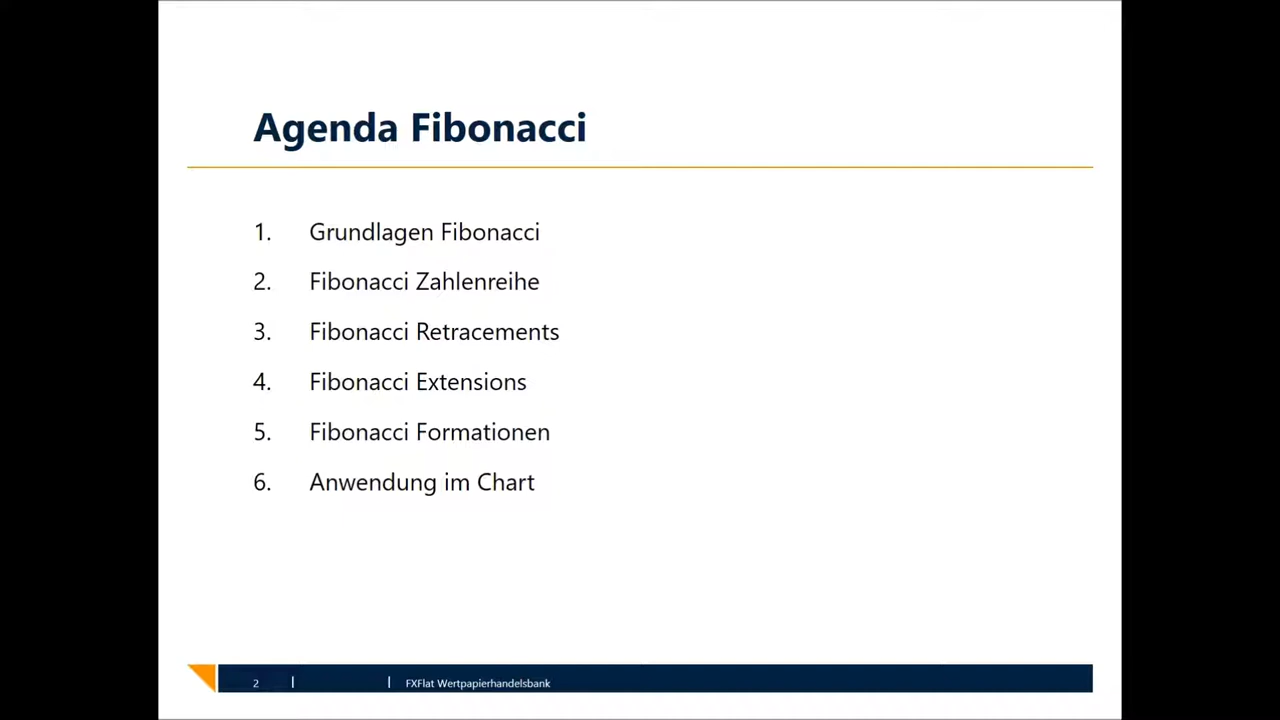 Agenda Fibonacci
1. Grundlagen Fibonacci
2. Fibonacci Zahlenreihe
3. Fibonacci Retracements
4. Fibonacci Extensions
5. Fibonacci Formationen
6. Anwendung im Chart
2 | | FXFlat Wertpapierhandelsbank